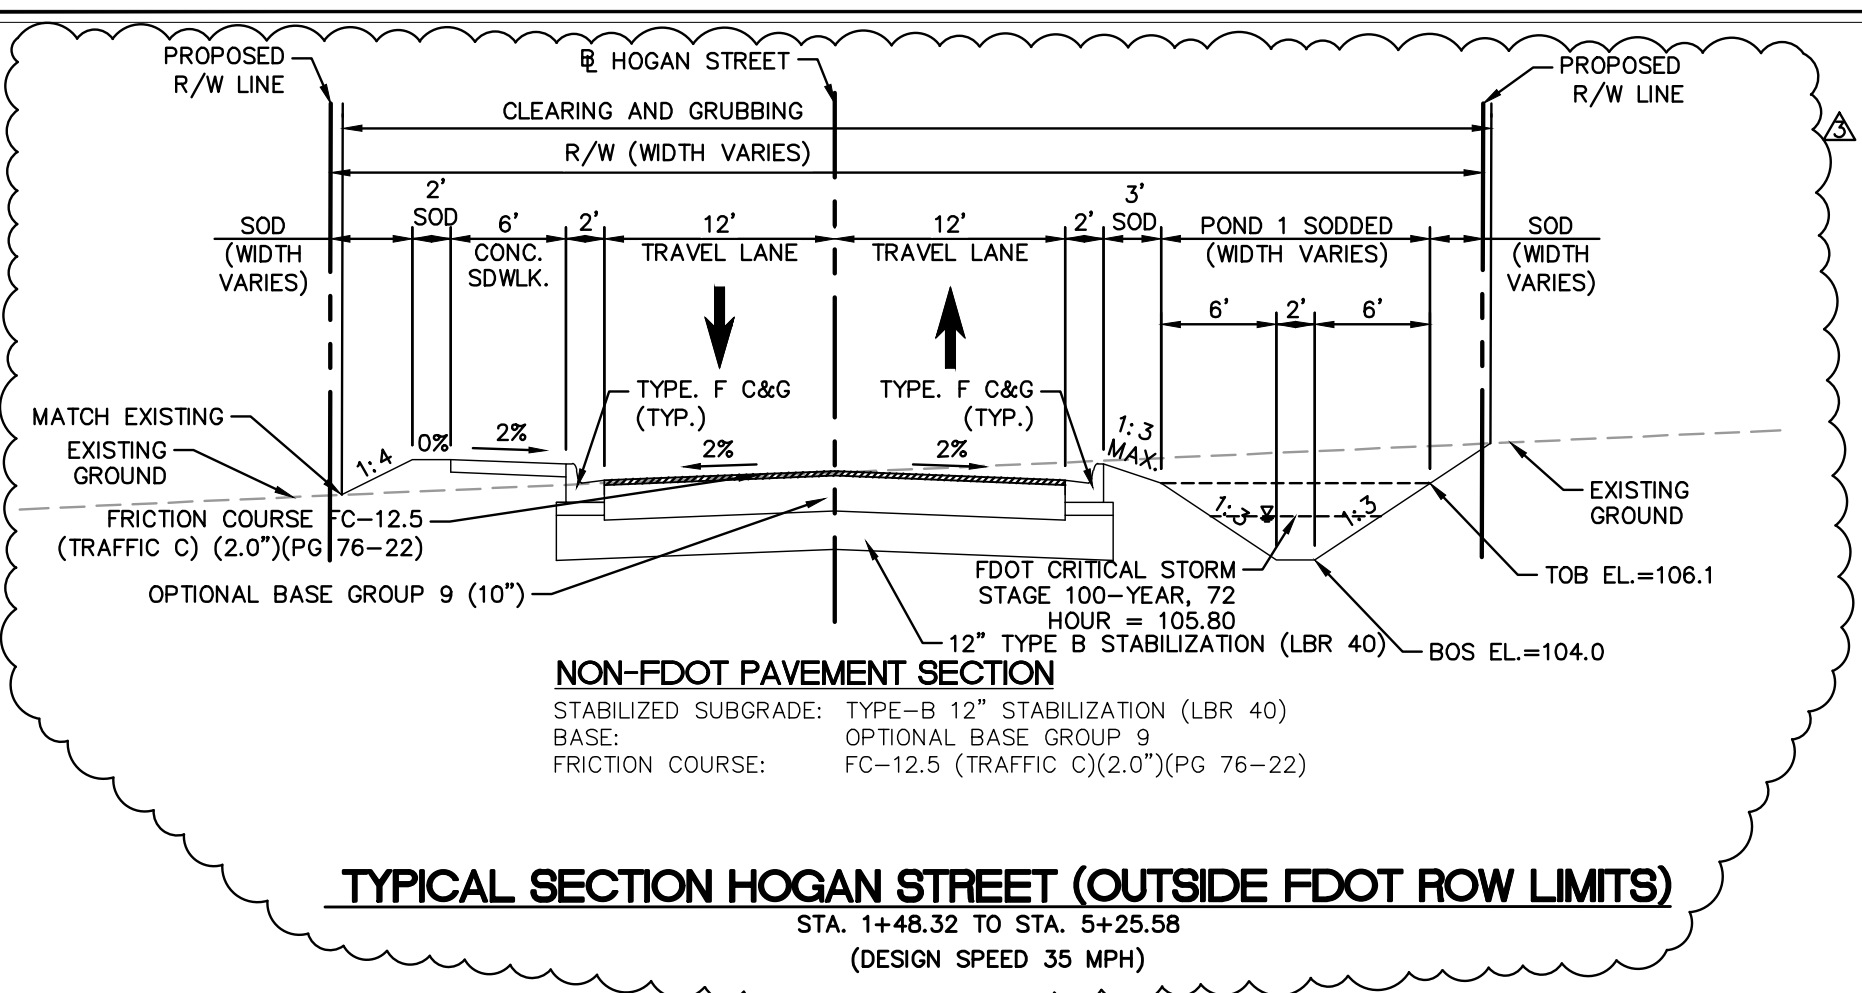 PROPOSED
R/W LINE
BL HOGAN STREET
PROPOSED
R/W LINE
CLEARING AND GRUBBING
3
R/W (WIDTH VARIES)
SOD
(WIDTH
VARIES)
2'
SOD
6'
CONC.
SDWLK.
2'
12'
TRAVEL LANE
12'
TRAVEL LANE
2'
3'
SOD
POND 1 SODDED
(WIDTH VARIES)
SOD
(WIDTH
VARIES)
6'
2'
6'
TYPE. F C&G
(TYP.)
TYPE. F C&G
(TYP.)
MATCH EXISTING
EXISTING
GROUND
1:4
0%
2%
2%
2%
1:3
MAX.
1:3
1:3
EXISTING
GROUND
FRICTION COURSE FC-12.5
(TRAFFIC C) (2.0")(PG 76-22)
OPTIONAL BASE GROUP 9 (10")
FDOT CRITICAL STORM
STAGE 100-YEAR, 72
HOUR = 105.80
TOB EL.=106.1
12" TYPE B STABILIZATION (LBR 40)
BOS EL.=104.0
NON-FDOT PAVEMENT SECTION
STABILIZED SUBGRADE: TYPE-B 12" STABILIZATION (LBR 40)
BASE: OPTIONAL BASE GROUP 9
FRICTION COURSE: FC-12.5 (TRAFFIC C)(2.0")(PG 76-22)
TYPICAL SECTION HOGAN STREET (OUTSIDE FDOT ROW LIMITS)
STA. 1+48.32 TO STA. 5+25.58
(DESIGN SPEED 35 MPH)